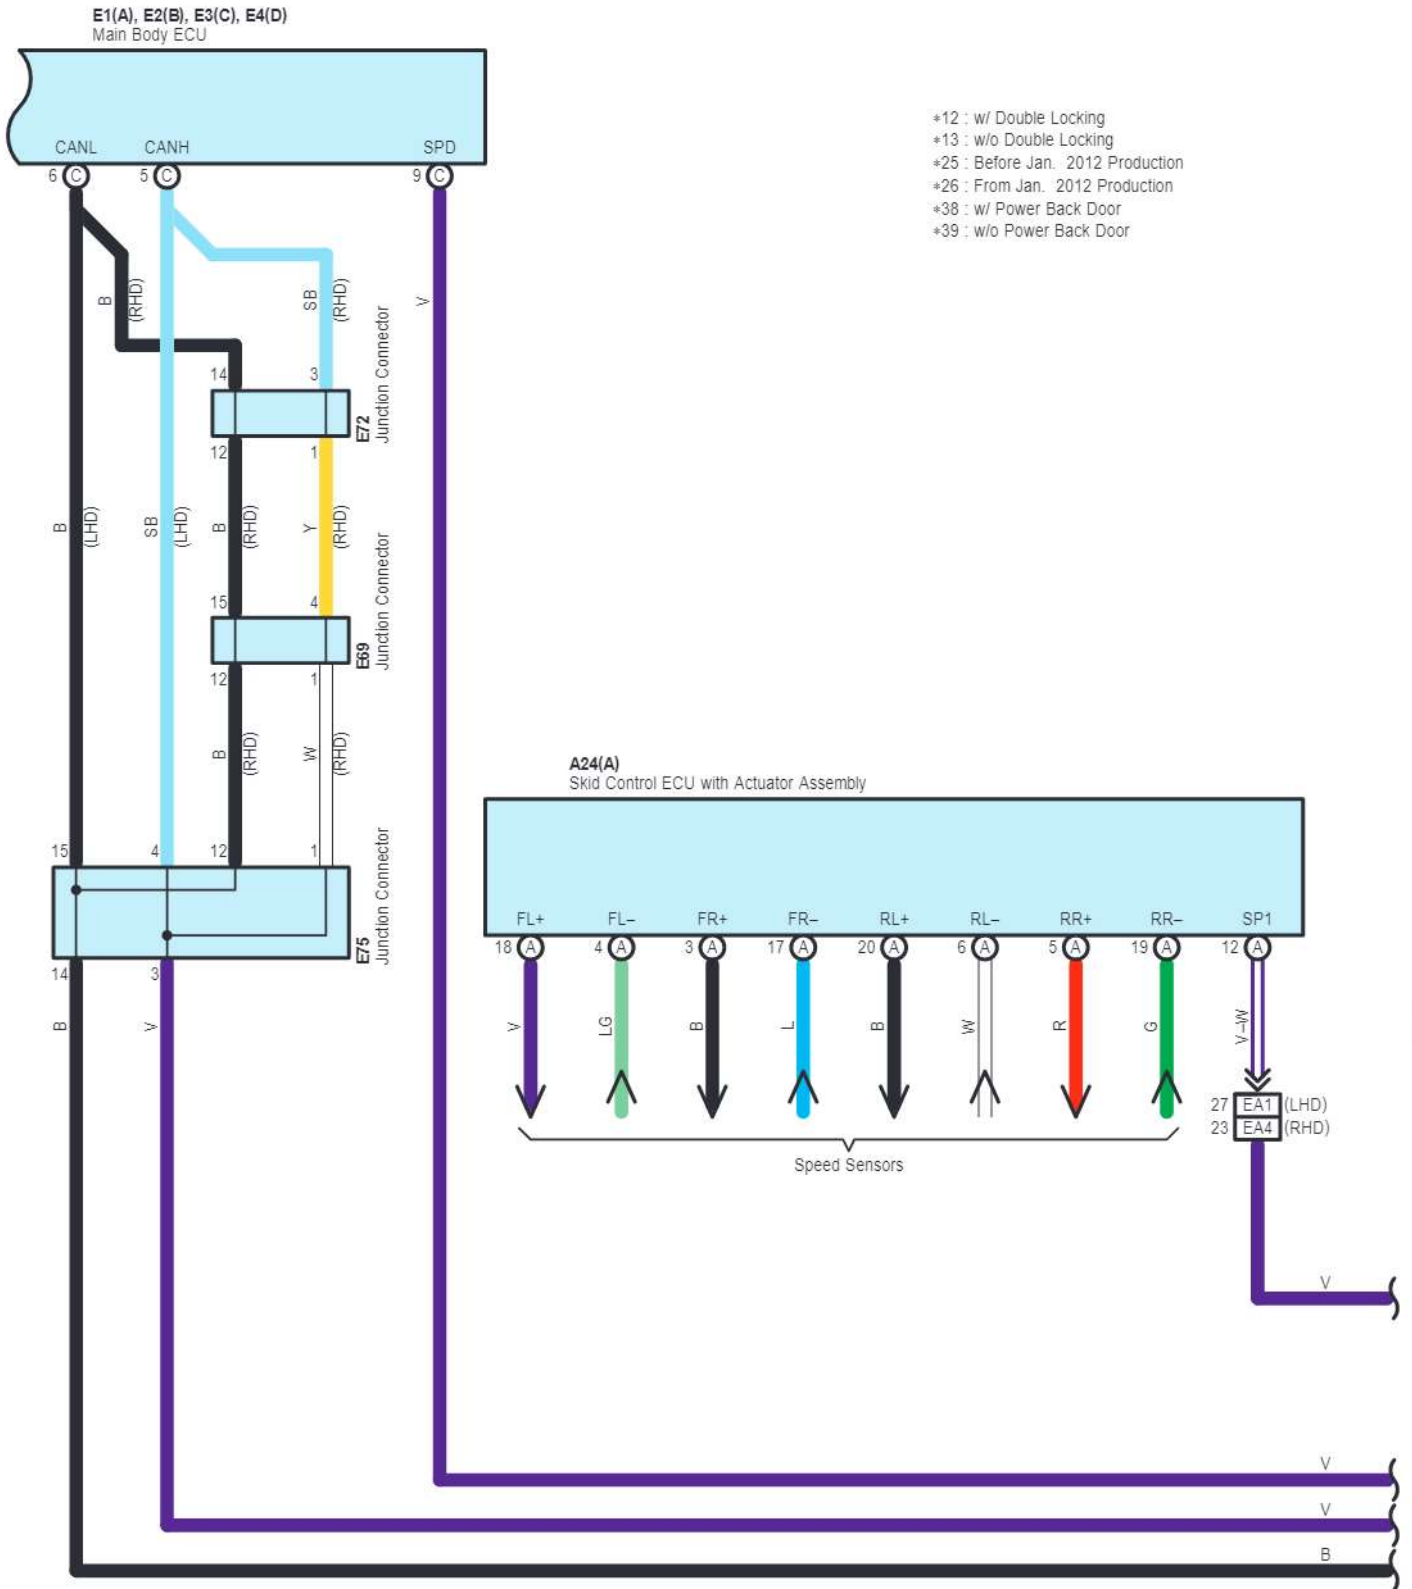 E1(A), E2(B), E3(C), E4(D)
Main Body ECU
CANL CANH SPD
6 C 5 C 9 C
*12 : w/ Double Locking
*13 : w/o Double Locking
*25 : Before Jan. 2012 Production
*26 : From Jan. 2012 Production
*38 : w/ Power Back Door
*39 : w/o Power Back Door
B (RHD) SB (RHD) V
14 3
E72
Junction Connector
12 1
B (LHD) SB (LHD) B (RHD) Y (RHD)
15 4
E69
Junction Connector
12 1
B (RHD) W (RHD)
15 4 12 1
E75
Junction Connector
14 3
B V
A24(A)
Skid Control ECU with Actuator Assembly
FL+ FL− FR+ FR− RL+ RL− RR+ RR− SP1
18 A 4 A 3 A 17 A 20 A 6 A 5 A 19 A 12 A
V LG B L B W R G V−W
27 EA1 (LHD)
23 EA4 (RHD)
Speed Sensors
V
V
V
B